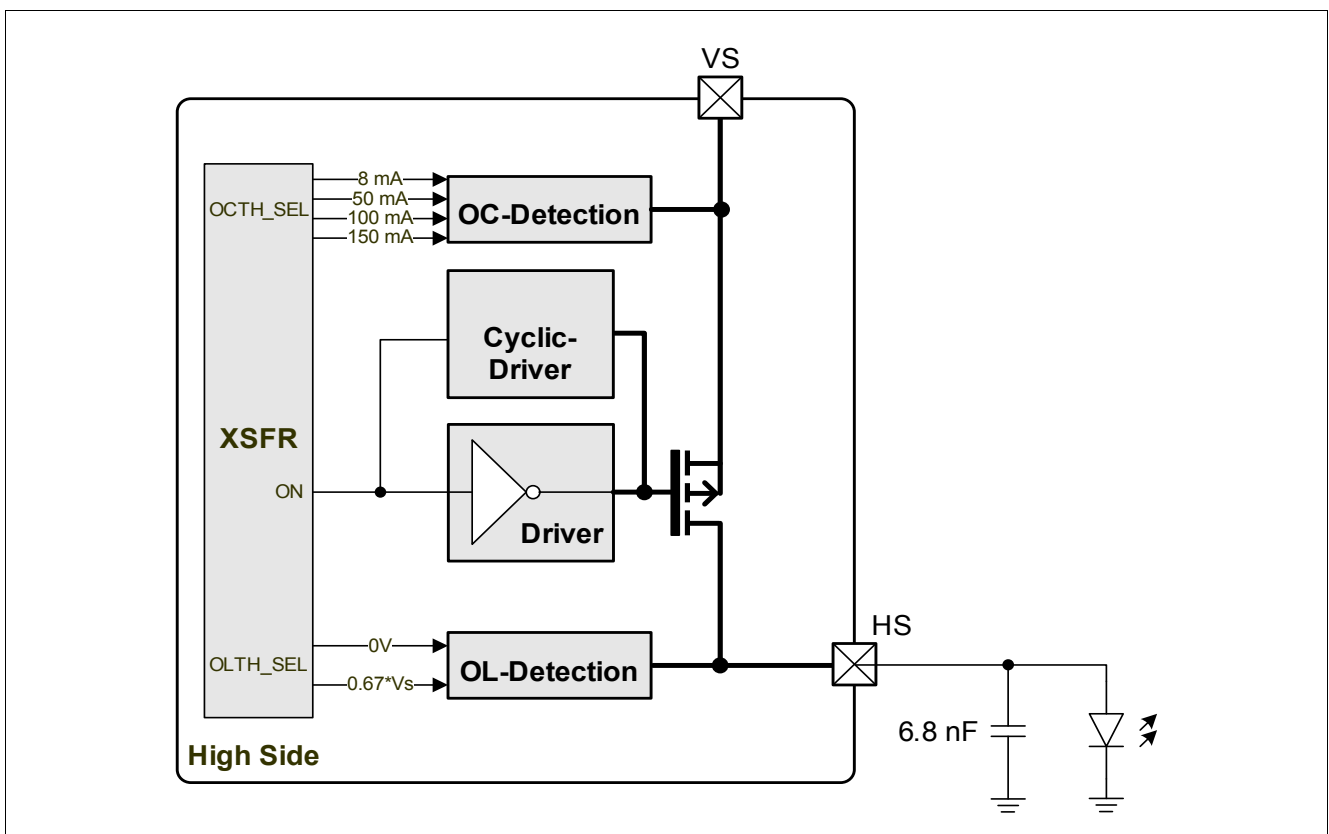 VS
8 mA
50 mA
OCTH_SEL
100 mA
150 mA
OC-Detection
Cyclic-
Driver
XSFR
ON
Driver
HS
0V
OLTH_SEL
0.67*Vs
OL-Detection
6.8 nF
High Side